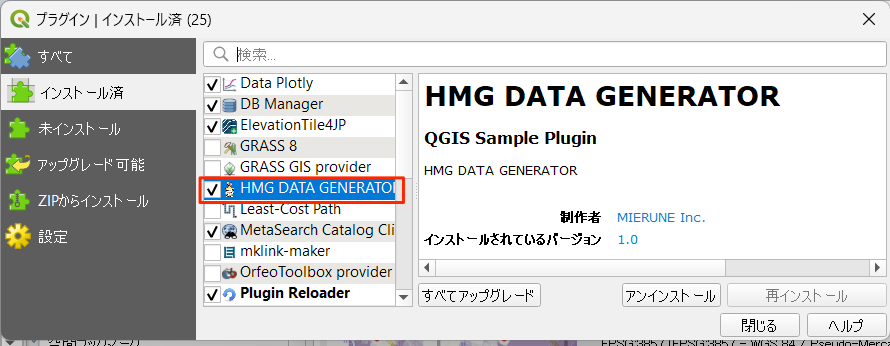 プラグイン | インストール済 (25)
すべて
インストール済
未インストール
アップグレード可能
ZIPからインストール
設定
検索...
Data Plotly
DB Manager
ElevationTile4JP
GRASS 8
GRASS GIS provider
HMG DATA GENERATOR
Least-Cost Path
MetaSearch Catalog Cli
mklink-maker
OrfeoToolbox provider
Plugin Reloader
HMG DATA GENERATOR
QGIS Sample Plugin
HMG DATA GENERATOR
制作者 MIERUNE Inc.
インストールされているバージョン 1.0
すべてアップグレード
アンインストール
再インストール
閉じる
ヘルプ